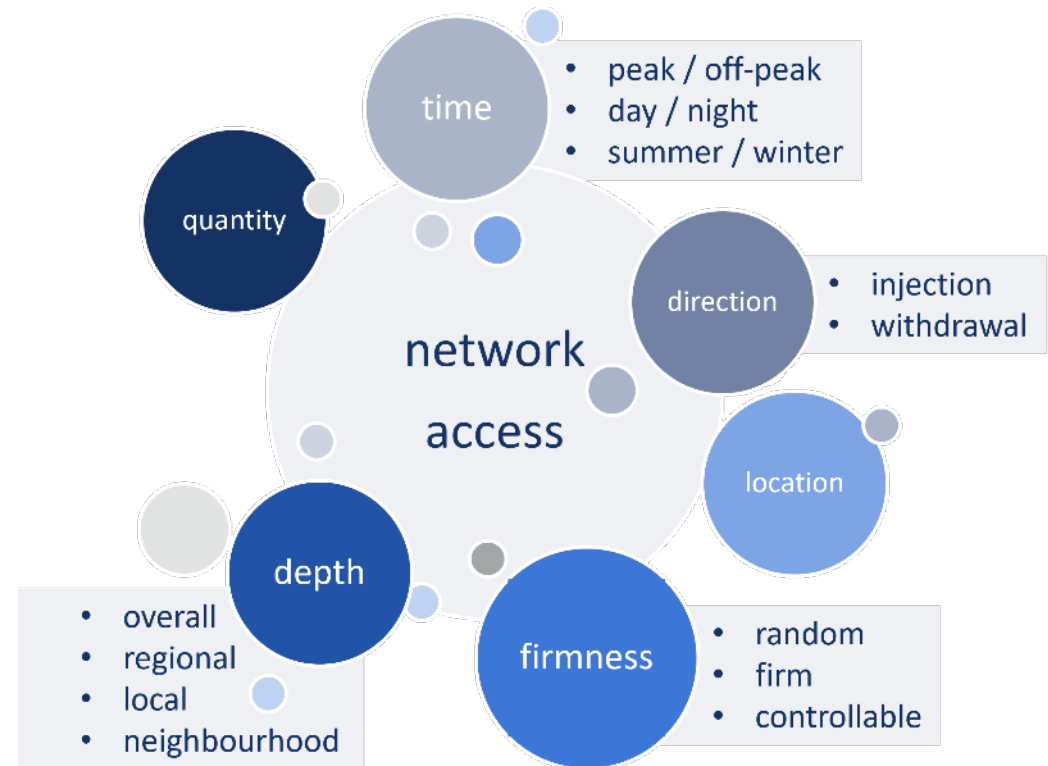 time
• peak / off-peak
• day / night
• summer / winter
quantity
direction
• injection
• withdrawal
network
access
location
depth
• overall
• regional
• local
• neighbourhood
firmness
• random
• firm
• controllable